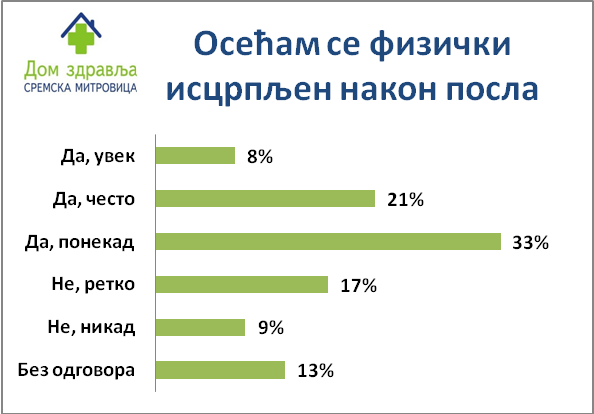 Дом здравља
СРЕМСКА МИТРОВИЦА
Осећам се физички
исцрпљен након посла
Да, увек 8%
Да, често 21%
Да, понекад 33%
Не, ретко 17%
Не, никад 9%
Без одговора 13%